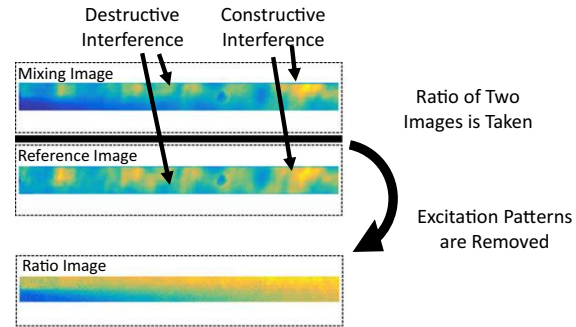 Destructive
Interference
Constructive
Interference
Mixing Image
Ratio of Two
Images is Taken
Reference Image
Excitation Patterns
are Removed
Ratio Image